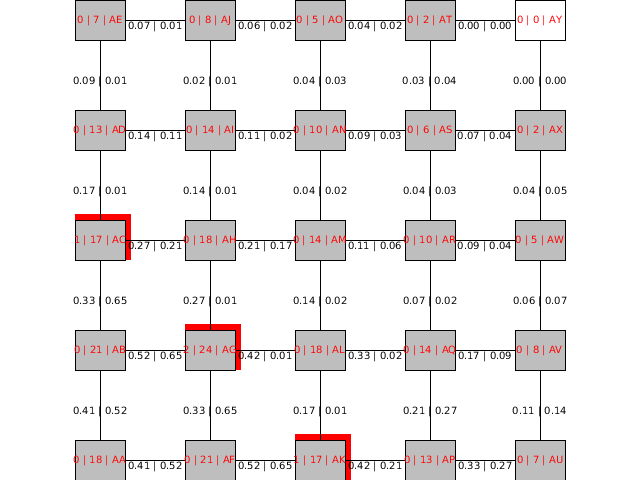 0 | 7 | AE 0.07 | 0.01 0 | 8 | AJ 0.06 | 0.02 0 | 5 | AO 0.04 | 0.04 0 | 2 | AT 0.00 | 0.00 0 | 0 | AY
0.09 | 0.01 0.02 | 0.01 0.04 | 0.03 0.03 | 0.04 0.00 | 0.00
0 | 13 | AD 0.14 | 0.11 0 | 14 | AI 0.11 | 0.02 0 | 10 | AN 0.09 | 0.03 0 | 6 | AS 0.07 | 0.04 0 | 2 | AX
0.17 | 0.01 0.14 | 0.01 0.04 | 0.02 0.04 | 0.03 0.04 | 0.05
1 | 17 | AC 0.27 | 0.21 0 | 18 | AH 0.21 | 0.17 0 | 14 | AM 0.11 | 0.06 0 | 10 | AR 0.09 | 0.04 0 | 5 | AW
0.33 | 0.65 0.27 | 0.01 0.14 | 0.02 0.07 | 0.02 0.06 | 0.07
0 | 21 | AB 0.52 | 0.65 2 | 24 | AG 0.42 | 0.01 0 | 18 | AL 0.33 | 0.02 0 | 14 | AQ 0.17 | 0.09 0 | 8 | AV
0.41 | 0.52 0.33 | 0.65 0.17 | 0.01 0.21 | 0.27 0.11 | 0.14
0 | 18 | AA 0.41 | 0.52 0 | 21 | AF 0.52 | 0.65 1 | 17 | AK 0.42 | 0.21 0 | 13 | AP 0.33 | 0.27 0 | 7 | AU